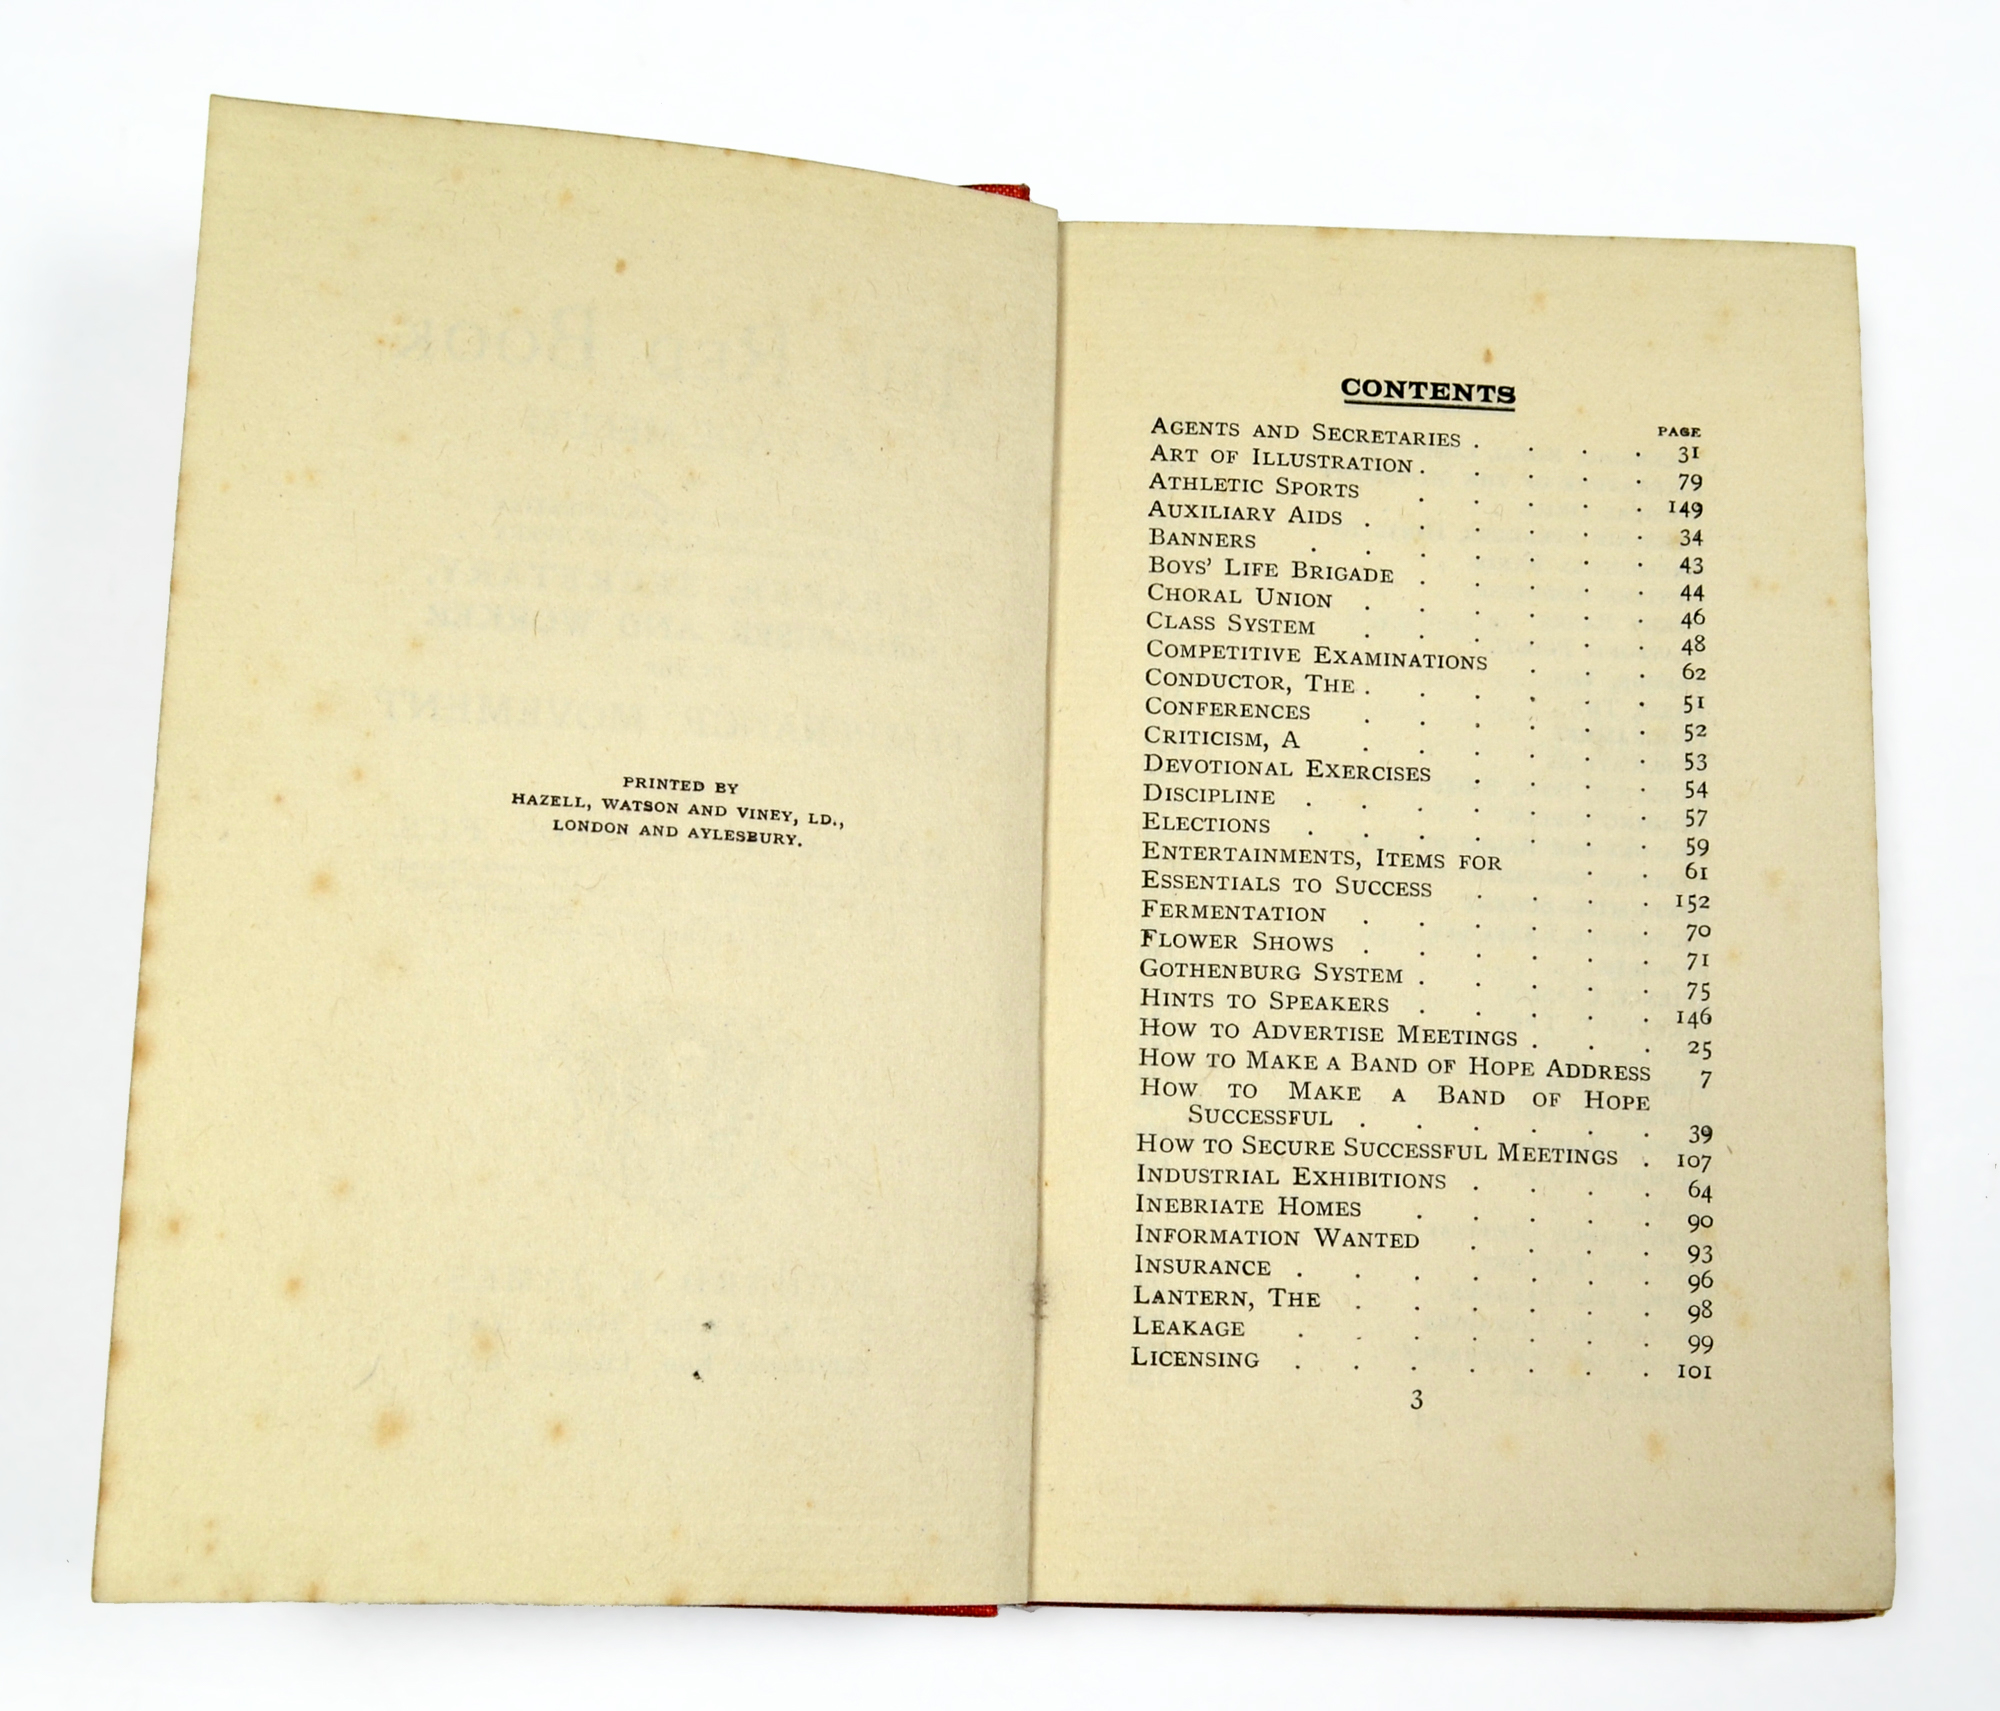 PRINTED BY
HAZELL, WATSON AND VINEY, LD.,
LONDON AND AYLESBURY.
CONTENTS
PAGE
AGENTS AND SECRETARIES . . . . 31
ART OF ILLUSTRATION . . . . . 79
ATHLETIC SPORTS . . . . . 149
AUXILIARY AIDS . . . . . . 34
BANNERS . . . . . . . 43
BOYS' LIFE BRIGADE . . . . . 44
CHORAL UNION . . . . . . 46
CLASS SYSTEM . . . . . . 48
COMPETITIVE EXAMINATIONS . . . 62
CONDUCTOR, THE . . . . . . 51
CONFERENCES . . . . . . 52
CRITICISM, A . . . . . . 53
DEVOTIONAL EXERCISES . . . . 54
DISCIPLINE . . . . . . . 57
ELECTIONS . . . . . . . 59
ENTERTAINMENTS, ITEMS FOR . . 61
ESSENTIALS TO SUCCESS . . . . 152
FERMENTATION . . . . . . 70
FLOWER SHOWS . . . . . . 71
GOTHENBURG SYSTEM . . . . . 75
HINTS TO SPEAKERS . . . . . 146
HOW TO ADVERTISE MEETINGS . . . 25
HOW TO MAKE A BAND OF HOPE ADDRESS 7
HOW TO MAKE A BAND OF HOPE
SUCCESSFUL . . . . . . 39
HOW TO SECURE SUCCESSFUL MEETINGS . 107
INDUSTRIAL EXHIBITIONS . . . . 64
INEBRIATE HOMES . . . . . 90
INFORMATION WANTED . . . . 93
INSURANCE . . . . . . . 96
LANTERN, THE . . . . . . 98
LEAKAGE . . . . . . . 99
LICENSING . . . . . . . 101
3